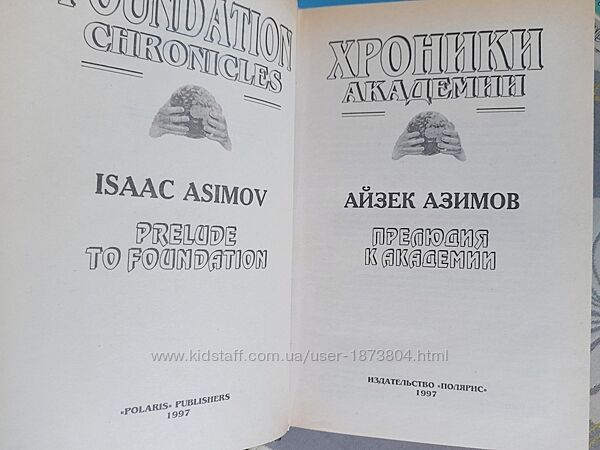 FOUNDATION
CHRONICLES
ISAAC ASIMOV
PRELUDE
TO FOUNDATION
«POLARIS» PUBLISHERS
1997
ХРОНИКИ
АКАДЕМИИ
АЙЗЕК АЗИМОВ
ПРЕЛЮДИЯ
К АКАДЕМИИ
ИЗДАТЕЛЬСТВО «ПОЛЯРИС»
1997
www.kidstaff.com.ua/user-1873804.html